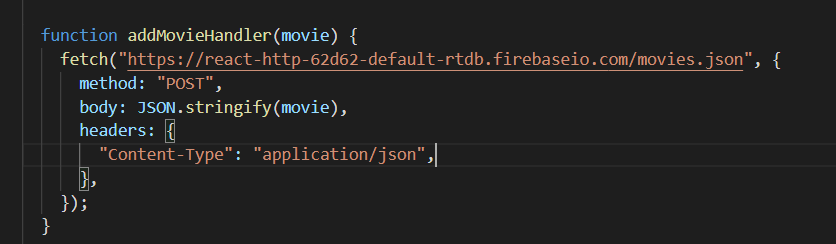 function addMovieHandler(movie) {
fetch("https://react-http-62d62-default-rtdb.firebaseio.com/movies.json", {
method: "POST",
body: JSON.stringify(movie),
headers: {
"Content-Type": "application/json",
},
});
}